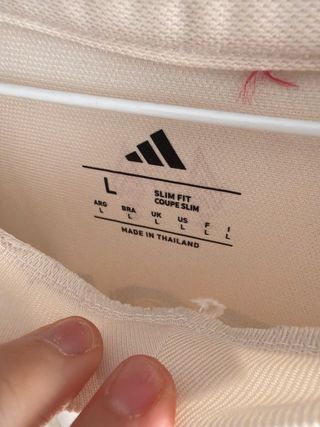 L SLIM FIT
COUPE SLIM
ARG BRA UK US F I
L L L L L L
MADE IN THAILAND